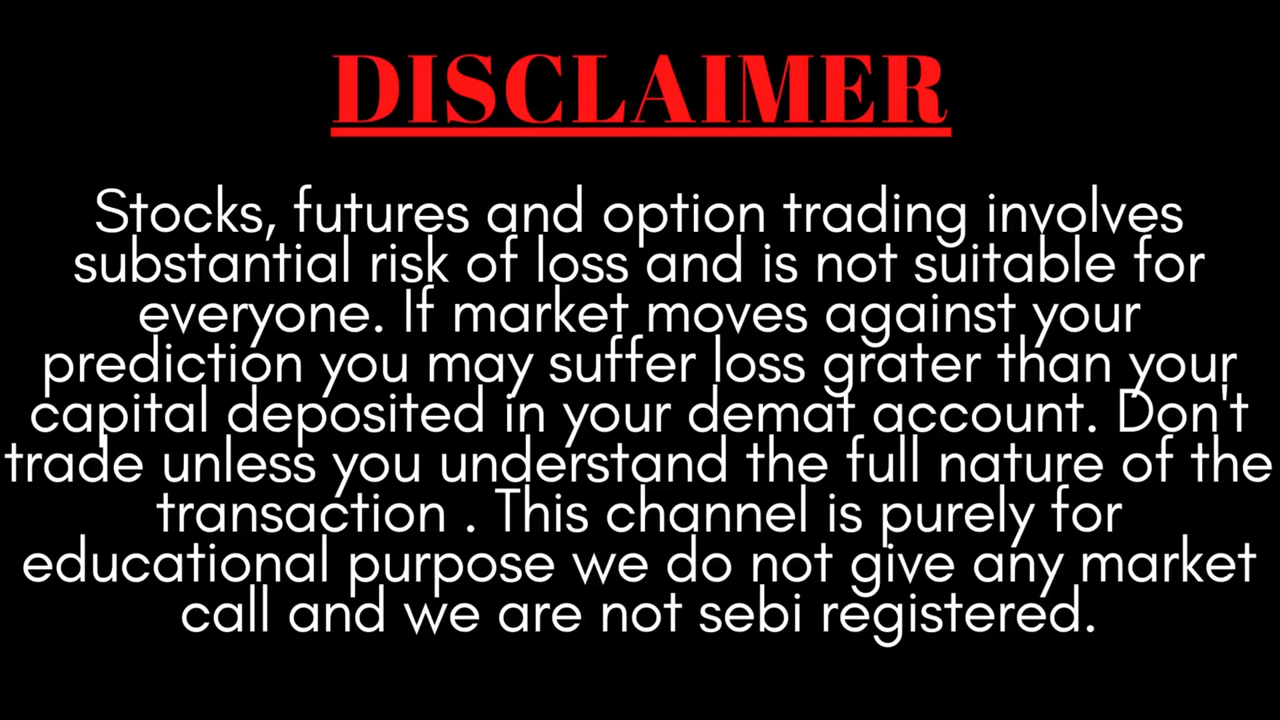 DISCLAIMER
Stocks, futures and option trading involves
substantial risk of loss and is not suitable for
everyone. If market moves against your
prediction you may suffer loss grater than your
capital deposited in your demat account. Don't
trade unless you understand the full nature of the
transaction . This channel is purely for
educational purpose we do not give any market
call and we are not sebi registered.